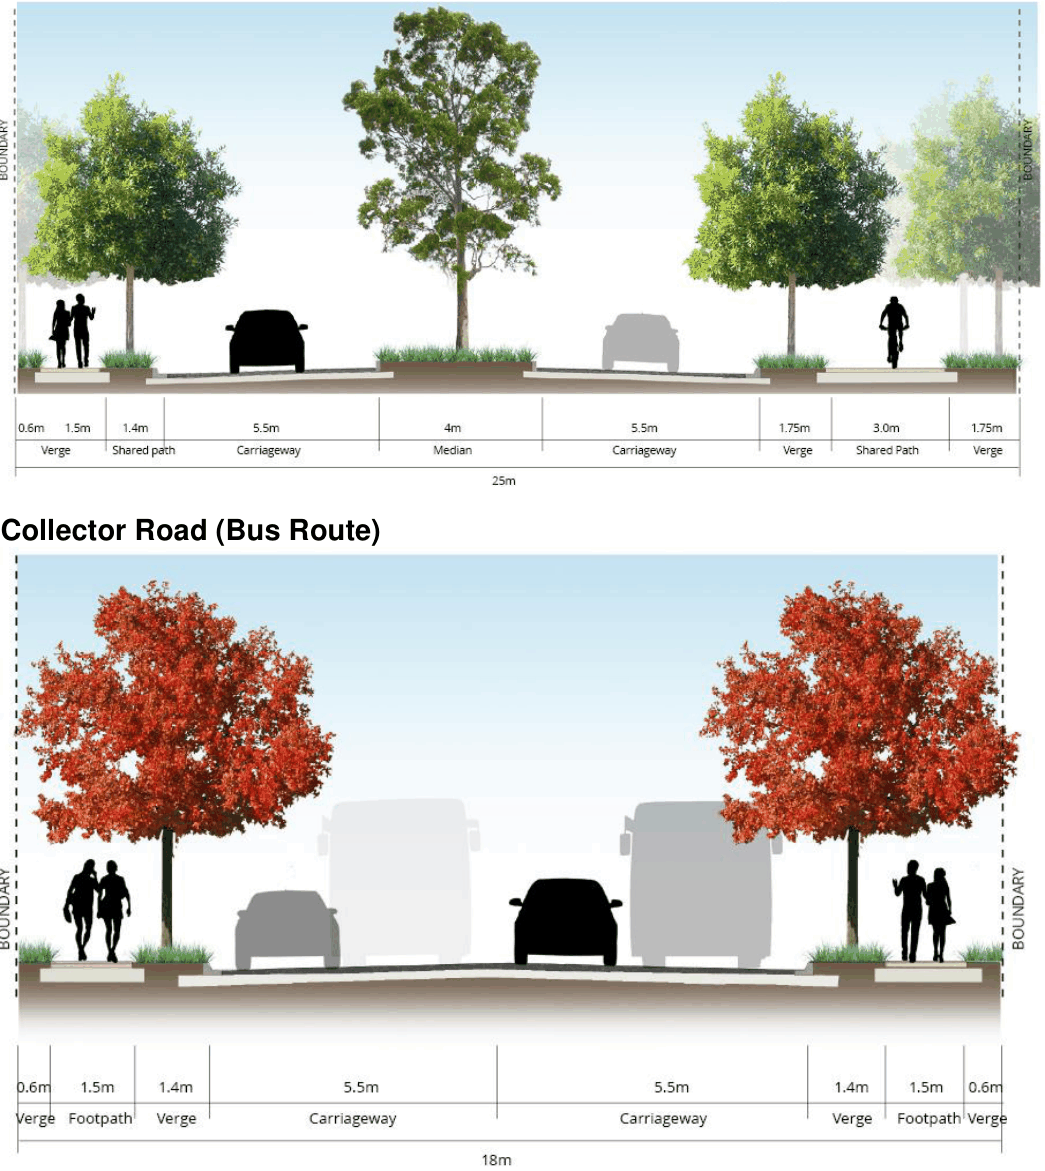 BOUNDARY
BOUNDARY
0.6m 1.5m 1.4m 5.5m 4m 5.5m 1.75m 3.0m 1.75m
Verge Shared path Carriageway Median Carriageway Verge Shared Path Verge
25m
Collector Road (Bus Route)
BOUNDARY
BOUNDARY
0.6m 1.5m 1.4m 5.5m 5.5m 1.4m 1.5m 0.6m
Verge Footpath Verge Carriageway Carriageway Verge Footpath Verge
18m